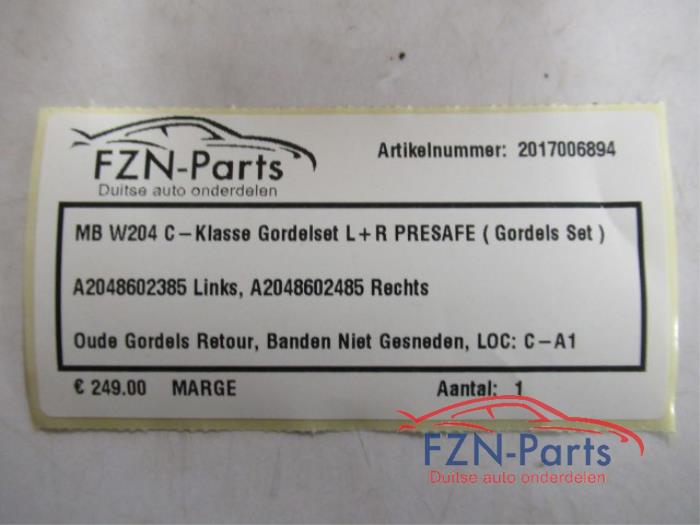 FZN-Parts
Duitse auto onderdelen
Artikelnummer: 2017006894
MB W204 C-Klasse Gordelset L+R PRESAFE ( Gordels Set )
A2048602385 Links, A2048602485 Rechts
Oude Gordels Retour, Banden Niet Gesneden, LOC: C-A1
€ 249.00 MARGE Aantal: 1
FZN-Parts
Duitse auto onderdelen